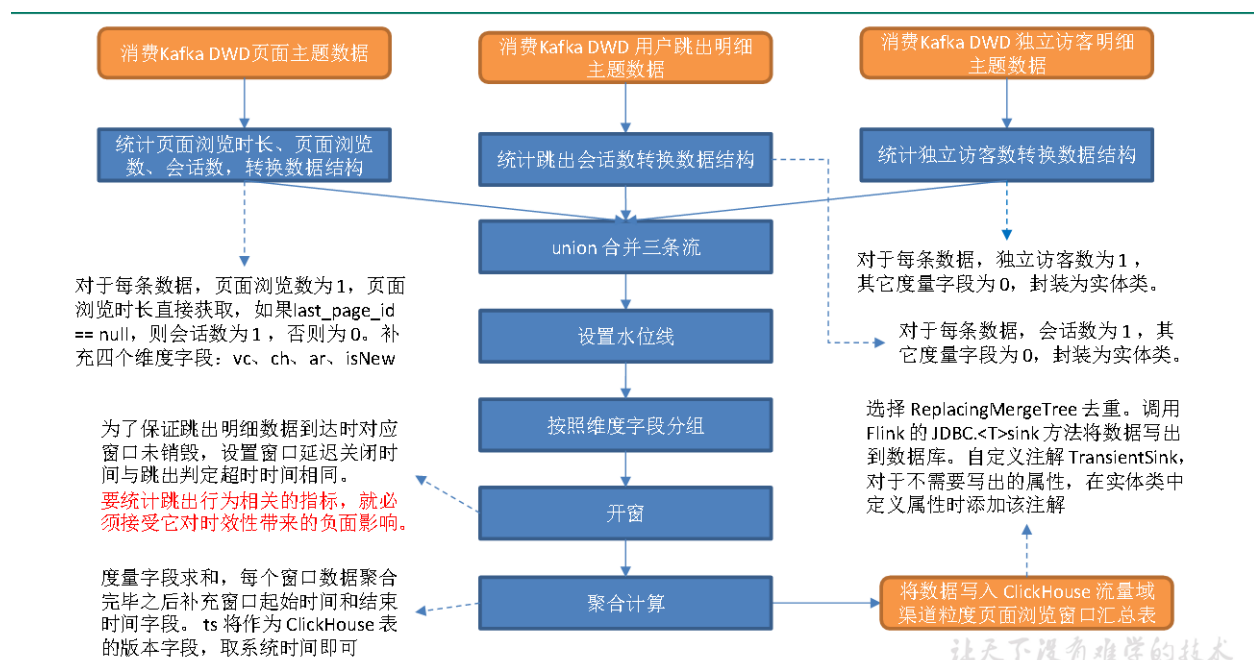 消费Kafka DWD页面主题数据
消费Kafka DWD 用户跳出明细
主题数据
消费Kafka DWD 独立访客明细
主题数据
统计页面浏览时长、页面浏览
数、会话数，转换数据结构
统计跳出会话数转换数据结构
统计独立访客数转换数据结构
union 合并三条流
对于每条数据，页面浏览数为1，页面
浏览时长直接获取，如果last_page_id
== null，则会话数为1，否则为0。补
充四个维度字段：vc、ch、ar、isNew
对于每条数据，独立访客数为1，
其它度量字段为0，封装为实体类。
设置水位线
对于每条数据，会话数为1，其
它度量字段为0，封装为实体类。
按照维度字段分组
为了保证跳出明细数据到达时对应
窗口未销毁，设置窗口延迟关闭时
间与跳出判定超时时间相同。
要统计跳出行为相关的指标，就必
须接受它对时效性带来的负面影响。
选择 ReplacingMergeTree 去重。调用
Flink 的 JDBC.<T>sink 方法将数据写出
到数据库。自定义注解 TransientSink，
对于不需要写出的属性，在实体类中
定义属性时添加该注解
开窗
度量字段求和，每个窗口数据聚合
完毕之后补充窗口起始时间和结束
时间字段。 ts 将作为 ClickHouse 表
的版本字段，取系统时间即可
聚合计算
将数据写入 ClickHouse 流量域
渠道粒度页面浏览窗口汇总表
让天下没有难学的技术